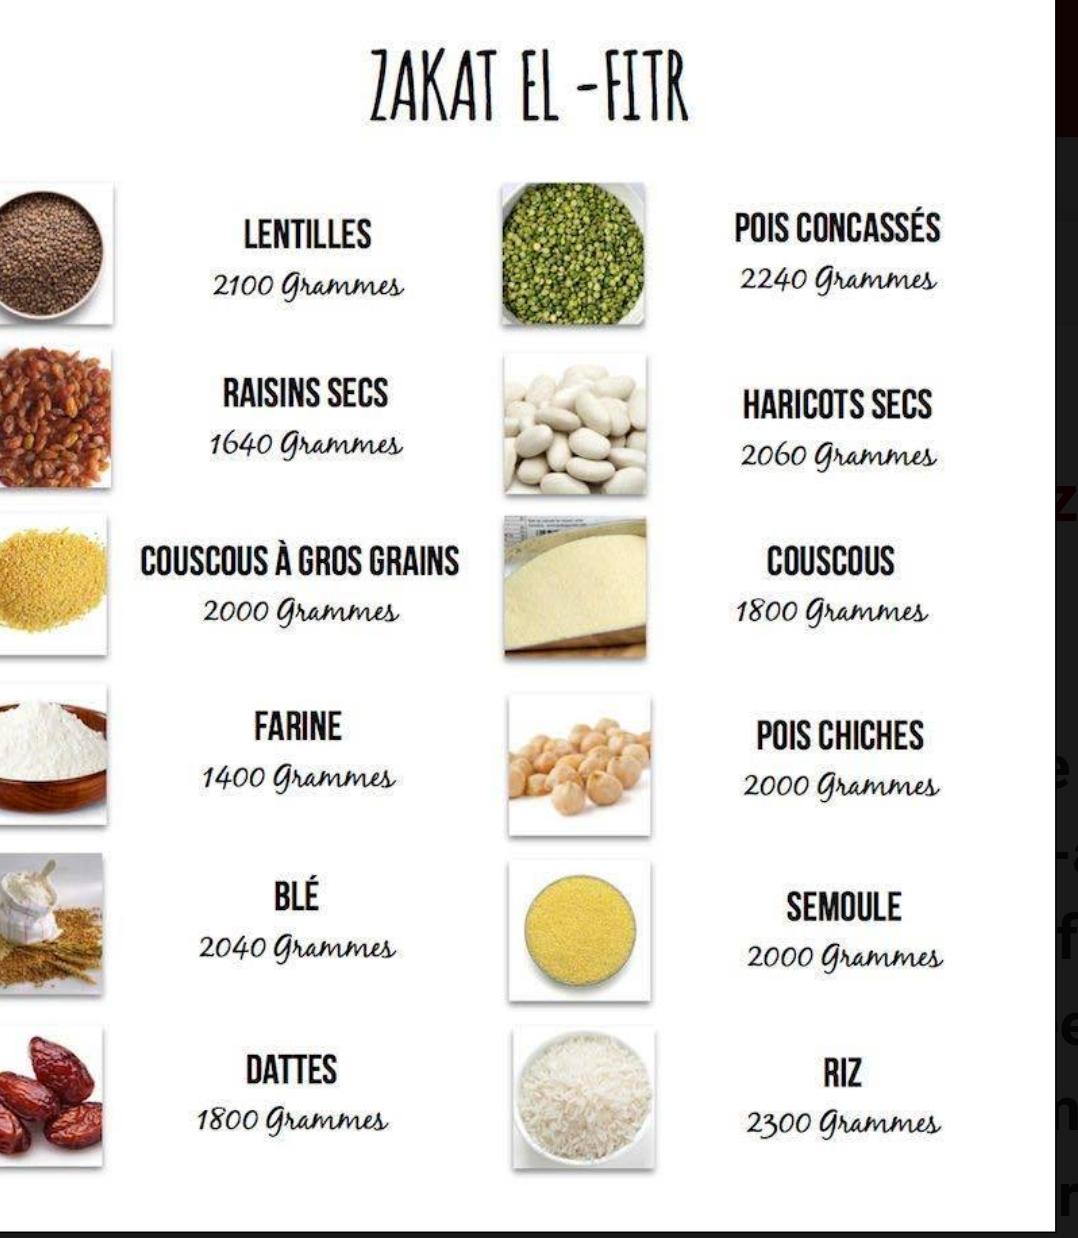 ZAKAT EL -FITR
LENTILLES
2100 Grammes
POIS CONCASSÉS
2240 Grammes
RAISINS SECS
1640 Grammes
HARICOTS SECS
2060 Grammes
COUSCOUS À GROS GRAINS
2000 Grammes
COUSCOUS
1800 Grammes
FARINE
1400 Grammes
POIS CHICHES
2000 Grammes
BLÉ
2040 Grammes
SEMOULE
2000 Grammes
DATTES
1800 Grammes
RIZ
2300 Grammes